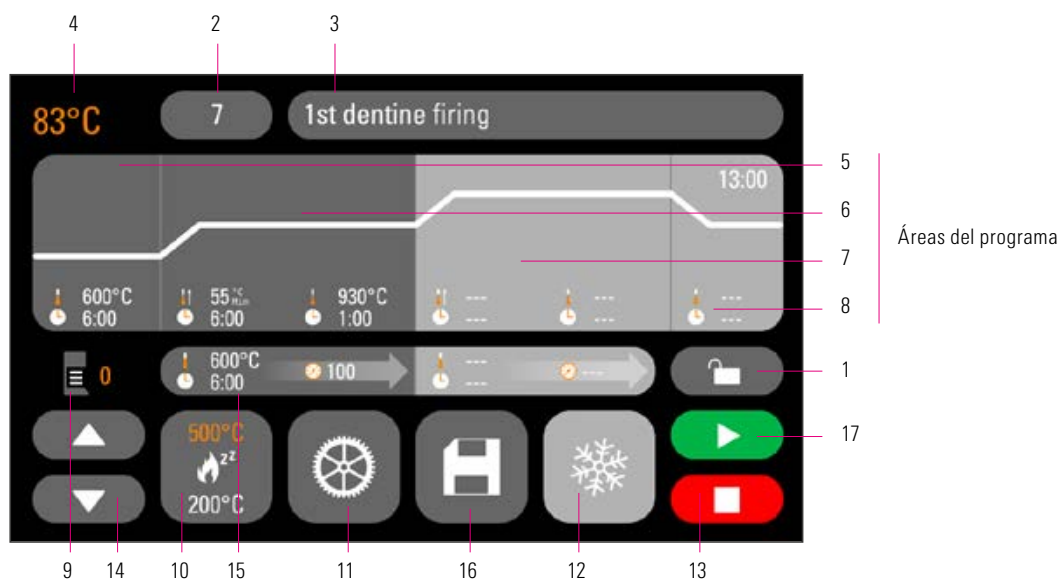 4 2 3
83°C 7 1st dentine firing
5
13:00
6
Áreas del programa
7
600°C 55 °C Min 930°C --- --- ---
8
6:00 6:00 1:00 --- --- ---
0 600°C 6:00 100 --- --- ---
1
500°C
17
zz
200°C
9 14 10 15 11 16 12 13